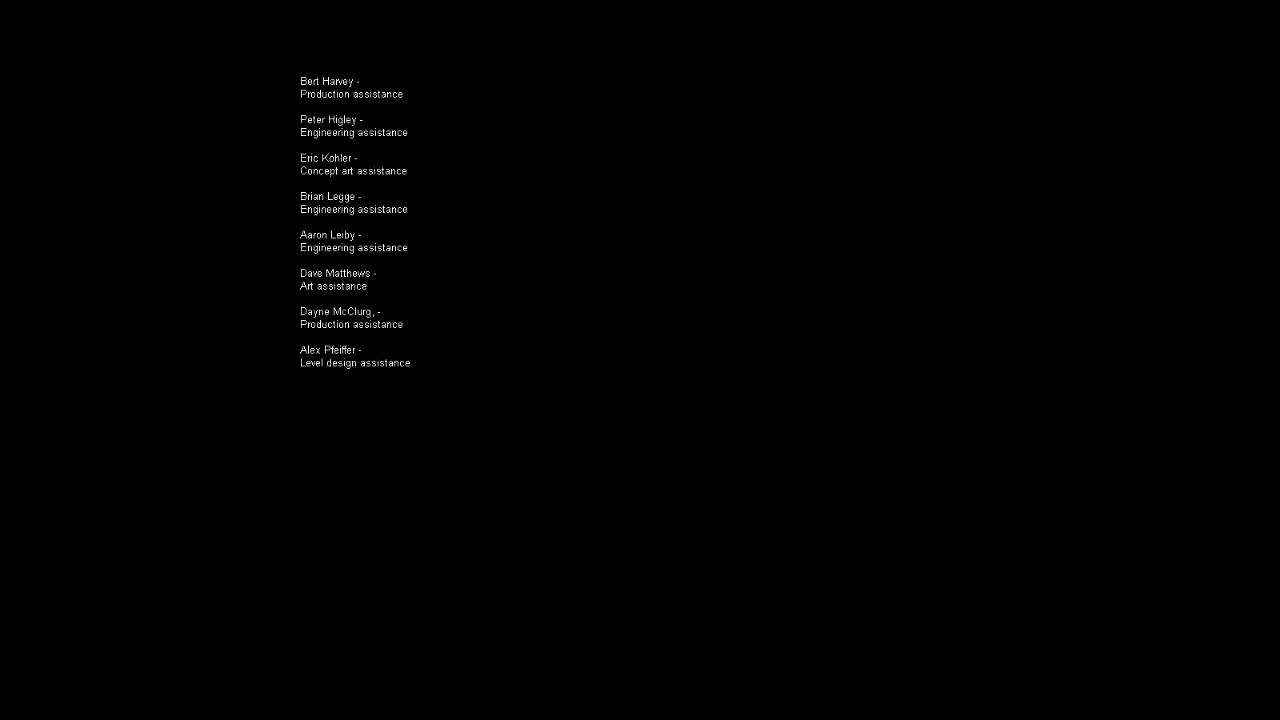 Bert Harvey -
Production assistance
Peter Higley -
Engineering assistance
Eric Kohler -
Concept art assistance
Brian Legge -
Engineering assistance
Aaron Leiby -
Engineering assistance
Dave Matthews -
Art assistance
Dayne McClurg, -
Production assistance
Alex Pfeiffer -
Level design assistance